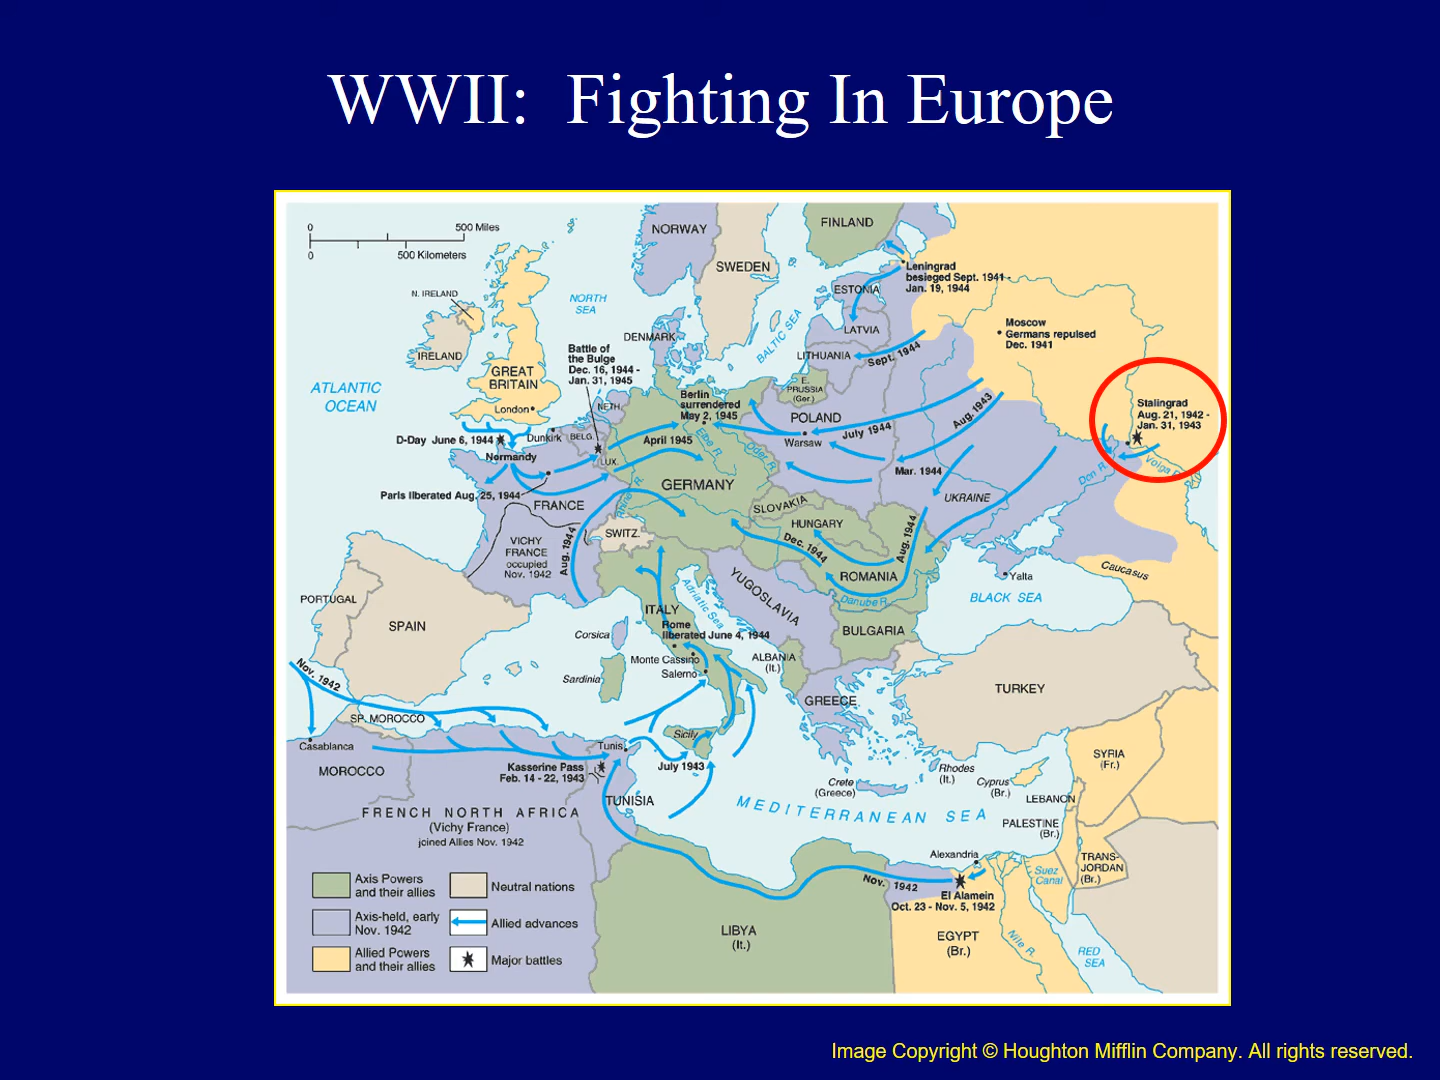 WWII:  Fighting In Europe
0
500 Miles
0
500 Kilometers
NORWAY
SWEDEN
FINLAND
Leningrad
besieged Sept. 1941 -
Jan. 19, 1944
ESTONIA
LATVIA
LITHUANIA
Sept. 1944
Moscow
Germans repulsed
Dec. 1941
N. IRELAND
NORTH
SEA
BALTIC SEA
DENMARK
IRELAND
GREAT
BRITAIN
London
Battle of
the Bulge
Dec. 16, 1944 -
Jan. 31, 1945
ATLANTIC
OCEAN
E.
PRUSSIA
(Ger.)
Berlin
surrendered
May 2, 1945
NETH.
Stalingrad
Aug. 21, 1942 -
Jan. 31, 1943
POLAND
Warsaw
July 1944
Aug. 1943
D-Day  June 6, 1944
Dunkirk
BELG.
April 1945
Elbe R.
Oder R.
Normandy
LUX.
Mar. 1944
Don R.
Volga
GERMANY
Paris liberated Aug. 25, 1944
FRANCE
Rhine R.
SLOVAKIA
UKRAINE
HUNGARY
SWITZ.
VICHY
FRANCE
occupied
Nov. 1942
Aug. 1944
Dec. 1944
Aug. 1944
ROMANIA
Danube R.
Yalta
Caucasus
BLACK SEA
YUGOSLAVIA
Adriatic Sea
PORTUGAL
SPAIN
ITALY
Rome
liberated June 4, 1944
BULGARIA
Corsica
Monte Cassino
Salerno
ALBANIA
(It.)
Sardinia
GREECE
TURKEY
Nov. 1942
SP. MOROCCO
Casablanca
Sicily
Tunis
July 1943
Kasserine Pass
Feb. 14 - 22, 1943
MOROCCO
TUNISIA
Crete
(Greece)
Rhodes
(It.)
Cyprus
(Br.)
SYRIA
(Fr.)
LEBANON
PALESTINE
(Br.)
MEDITERRANEAN SEA
FRENCH NORTH AFRICA
(Vichy France)
joined Allies Nov. 1942
Alexandria
TRANS-
JORDAN
(Br.)
Suez
Canal
Nov. 1942
El Alamein
Oct. 23 - Nov. 5, 1942
LIBYA
(It.)
EGYPT
(Br.)
Nile R.
RED
SEA
Axis Powers
and their allies
Neutral nations
Axis-held, early
Nov. 1942
Allied advances
Allied Powers
and their allies
Major battles
Image Copyright © Houghton Mifflin Company. All rights reserved.